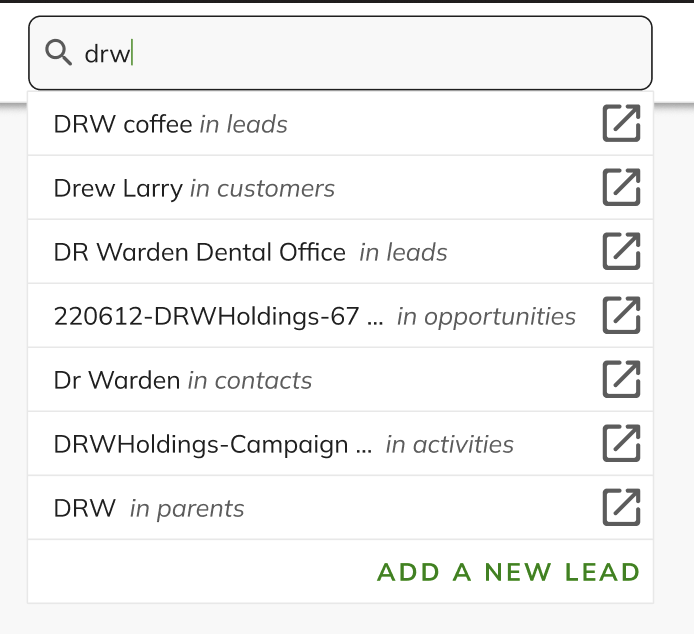 drw
DRW coffee in leads
Drew Larry in customers
DR Warden Dental Office in leads
220612-DRWHoldings-67 ... in opportunities
Dr Warden in contacts
DRWHoldings-Campaign ... in activities
DRW in parents
ADD A NEW LEAD